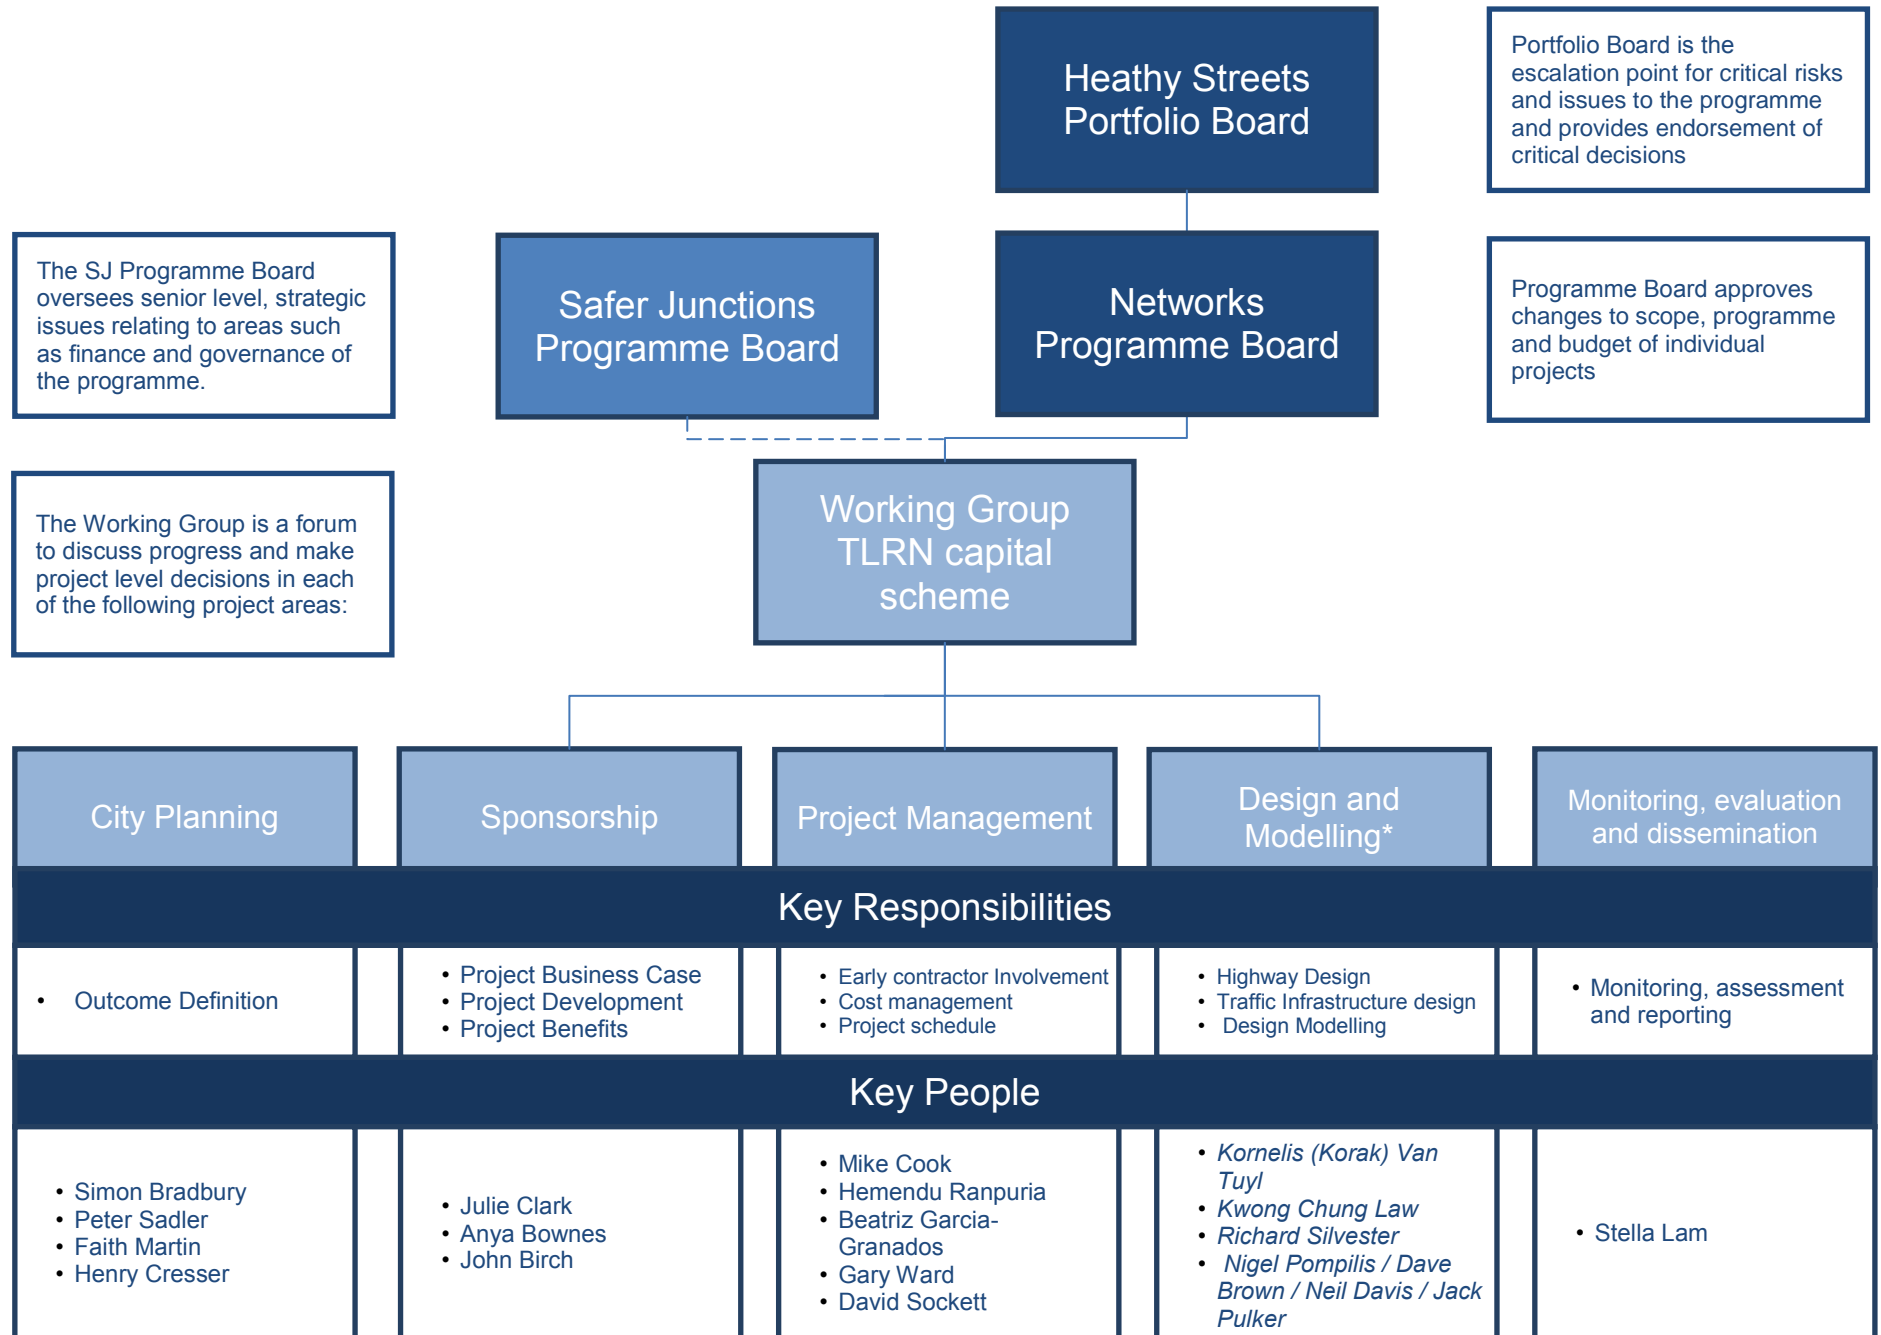 Heathy Streets
Portfolio Board
Portfolio Board is the
escalation point for critical risks
and issues to the programme
and provides endorsement of
critical decisions
The SJ Programme Board
oversees senior level, strategic
issues relating to areas such
as finance and governance of
the programme.
Safer Junctions
Programme Board
Networks
Programme Board
Programme Board approves
changes to scope, programme
and budget of individual
projects
The Working Group is a forum
to discuss progress and make
project level decisions in each
of the following project areas:
Working Group
TLRN capital
scheme
City Planning
Sponsorship
Project Management
Design and
Modelling*
Monitoring, evaluation
and dissemination
Key Responsibilities
• Outcome Definition
• Project Business Case
• Project Development
• Project Benefits
• Early contractor Involvement
• Cost management
• Project schedule
• Highway Design
• Traffic Infrastructure design
• Design Modelling
• Monitoring, assessment
and reporting
Key People
• Simon Bradbury
• Peter Sadler
• Faith Martin
• Henry Cresser
• Julie Clark
• Anya Bownes
• John Birch
• Mike Cook
• Hemendu Ranpuria
• Beatriz Garcia-
Granados
• Gary Ward
• David Sockett
• Kornelis (Korak) Van
Tuyl
• Kwong Chung Law
• Richard Silvester
• Nigel Pompilis / Dave
Brown / Neil Davis / Jack
Pulker
• Stella Lam